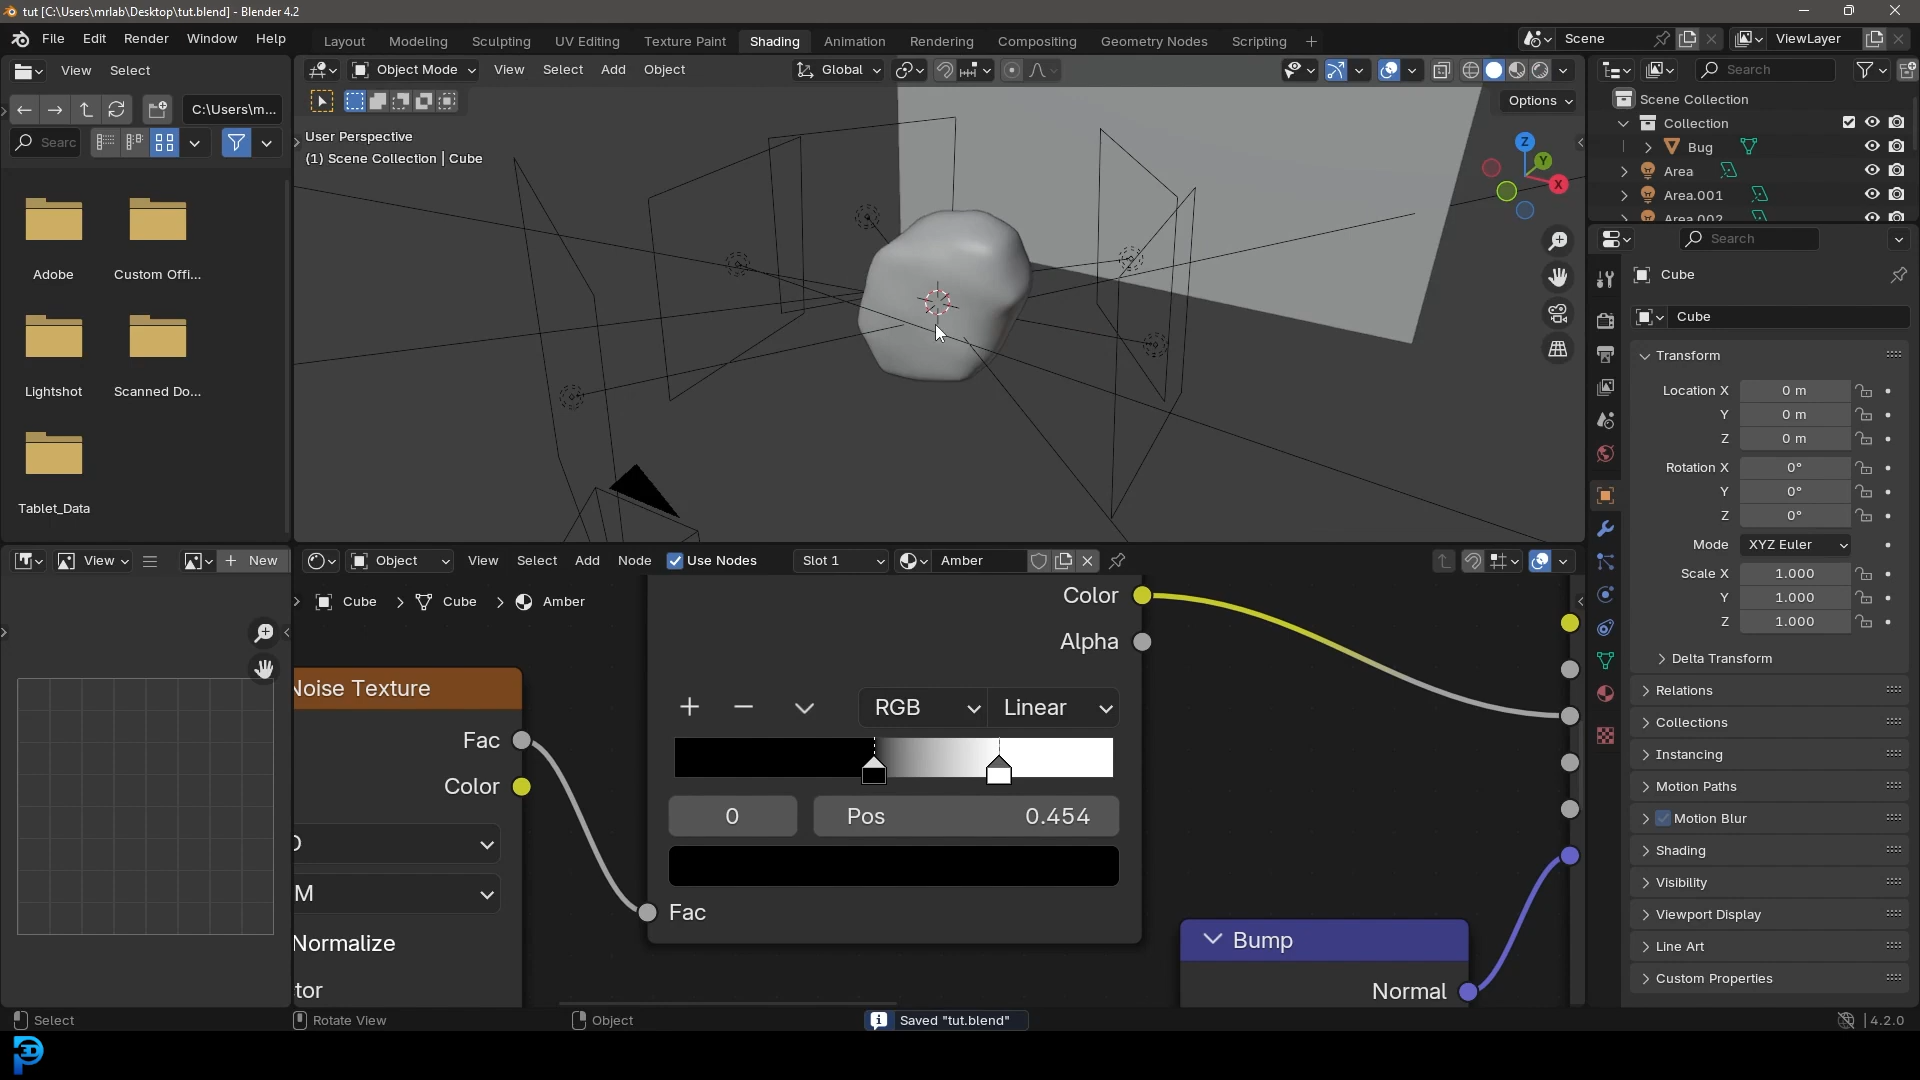 tut [C:\Users\mrlab\Desktop\tut.blend] - Blender 4.2
File Edit Render Window Help
Layout Modeling Sculpting UV Editing Texture Paint Shading Animation Rendering Compositing Geometry Nodes Scripting +
Scene
ViewLayer
View Select
C:\Users\m...
Searc
Adobe
Custom Offi...
Lightshot
Scanned Do...
Tablet_Data
Object Mode View Select Add Object
Global
Options
User Perspective
(1) Scene Collection | Cube
Z
Y
X
Search
Scene Collection
Collection
Bug
Area
Area.001
Area.002
Search
Cube
Cube
Transform
Location X 0 m
Y 0 m
Z 0 m
Rotation X 0°
Y 0°
Z 0°
Mode XYZ Euler
Scale X 1.000
Y 1.000
Z 1.000
Delta Transform
Relations
Collections
Instancing
Motion Paths
Motion Blur
Shading
Visibility
Viewport Display
Line Art
Custom Properties
View
New
Object View Select Add Node Use Nodes Slot 1 Amber
Cube > Cube > Amber
Noise Texture
Fac
Color
D
M
Normalize
tor
Color
Alpha
RGB Linear
0 Pos 0.454
Fac
Bump
Normal
Select
Rotate View
Object
Saved "tut.blend"
4.2.0